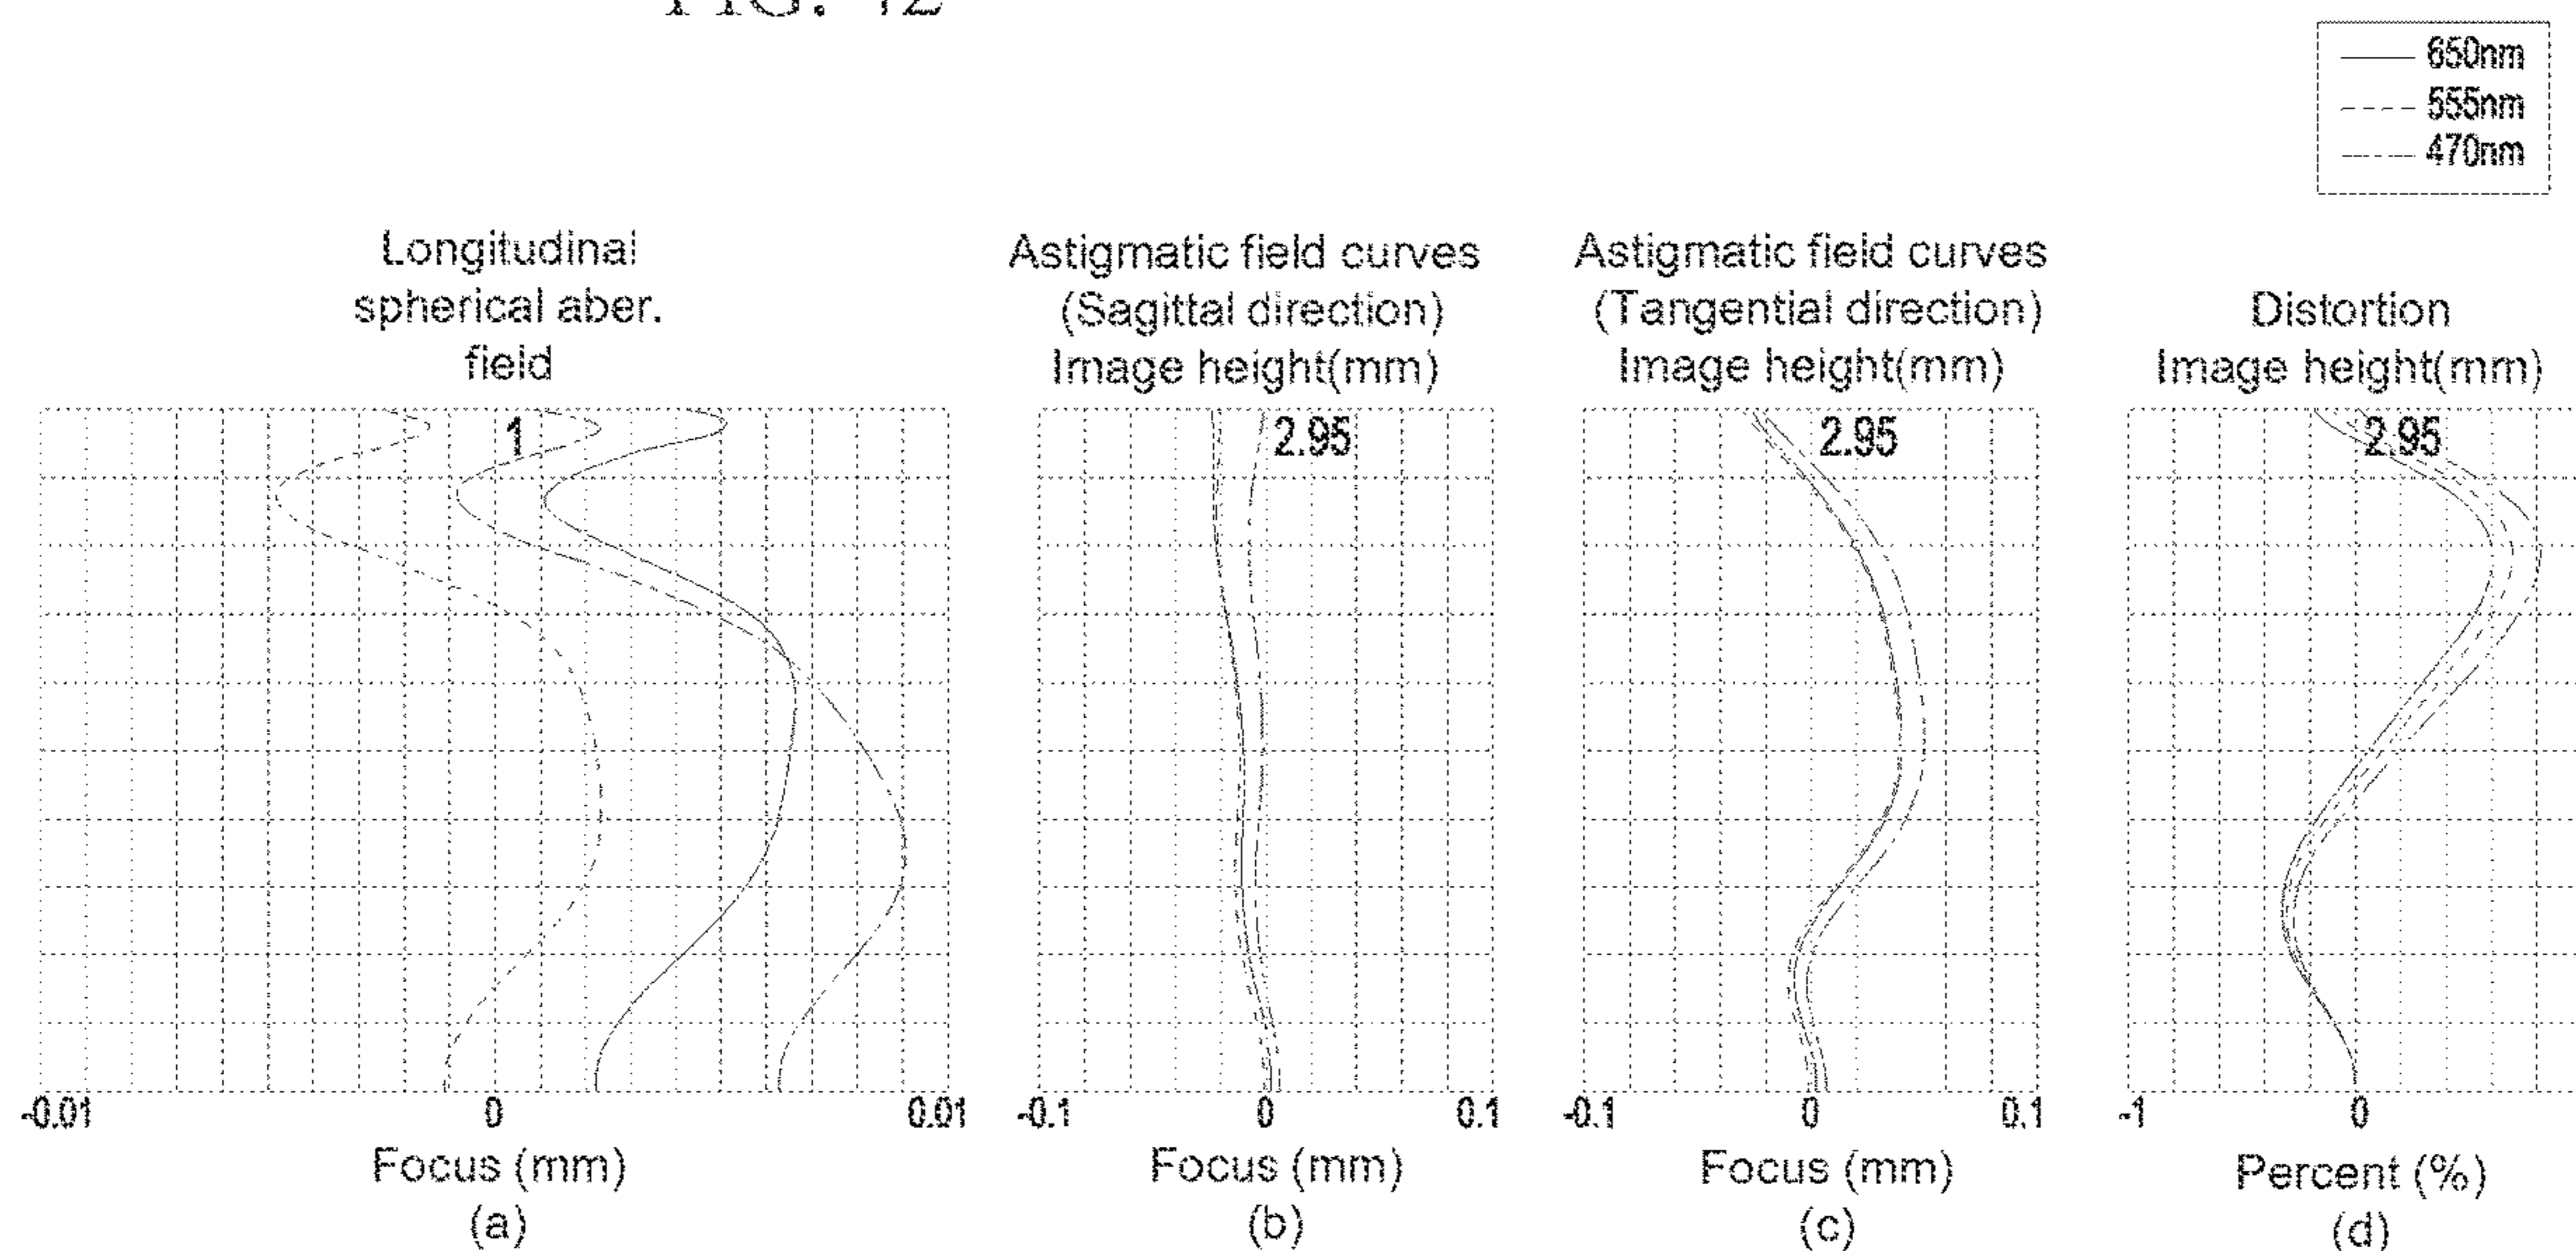 FIG. 42
650nm
555nm
470nm
Longitudinal
spherical aber.
field
1
-0.01 0 0.01
Focus (mm)
(a)
Astigmatic field curves
(Sagittal direction)
Image height(mm)
2.95
-0.1 0 0.1
Focus (mm)
(b)
Astigmatic field curves
(Tangential direction)
Image height(mm)
2.95
-0.1 0 0.1
Focus (mm)
(c)
Distortion
Image height(mm)
2.95
-1 0
Percent (%)
(d)